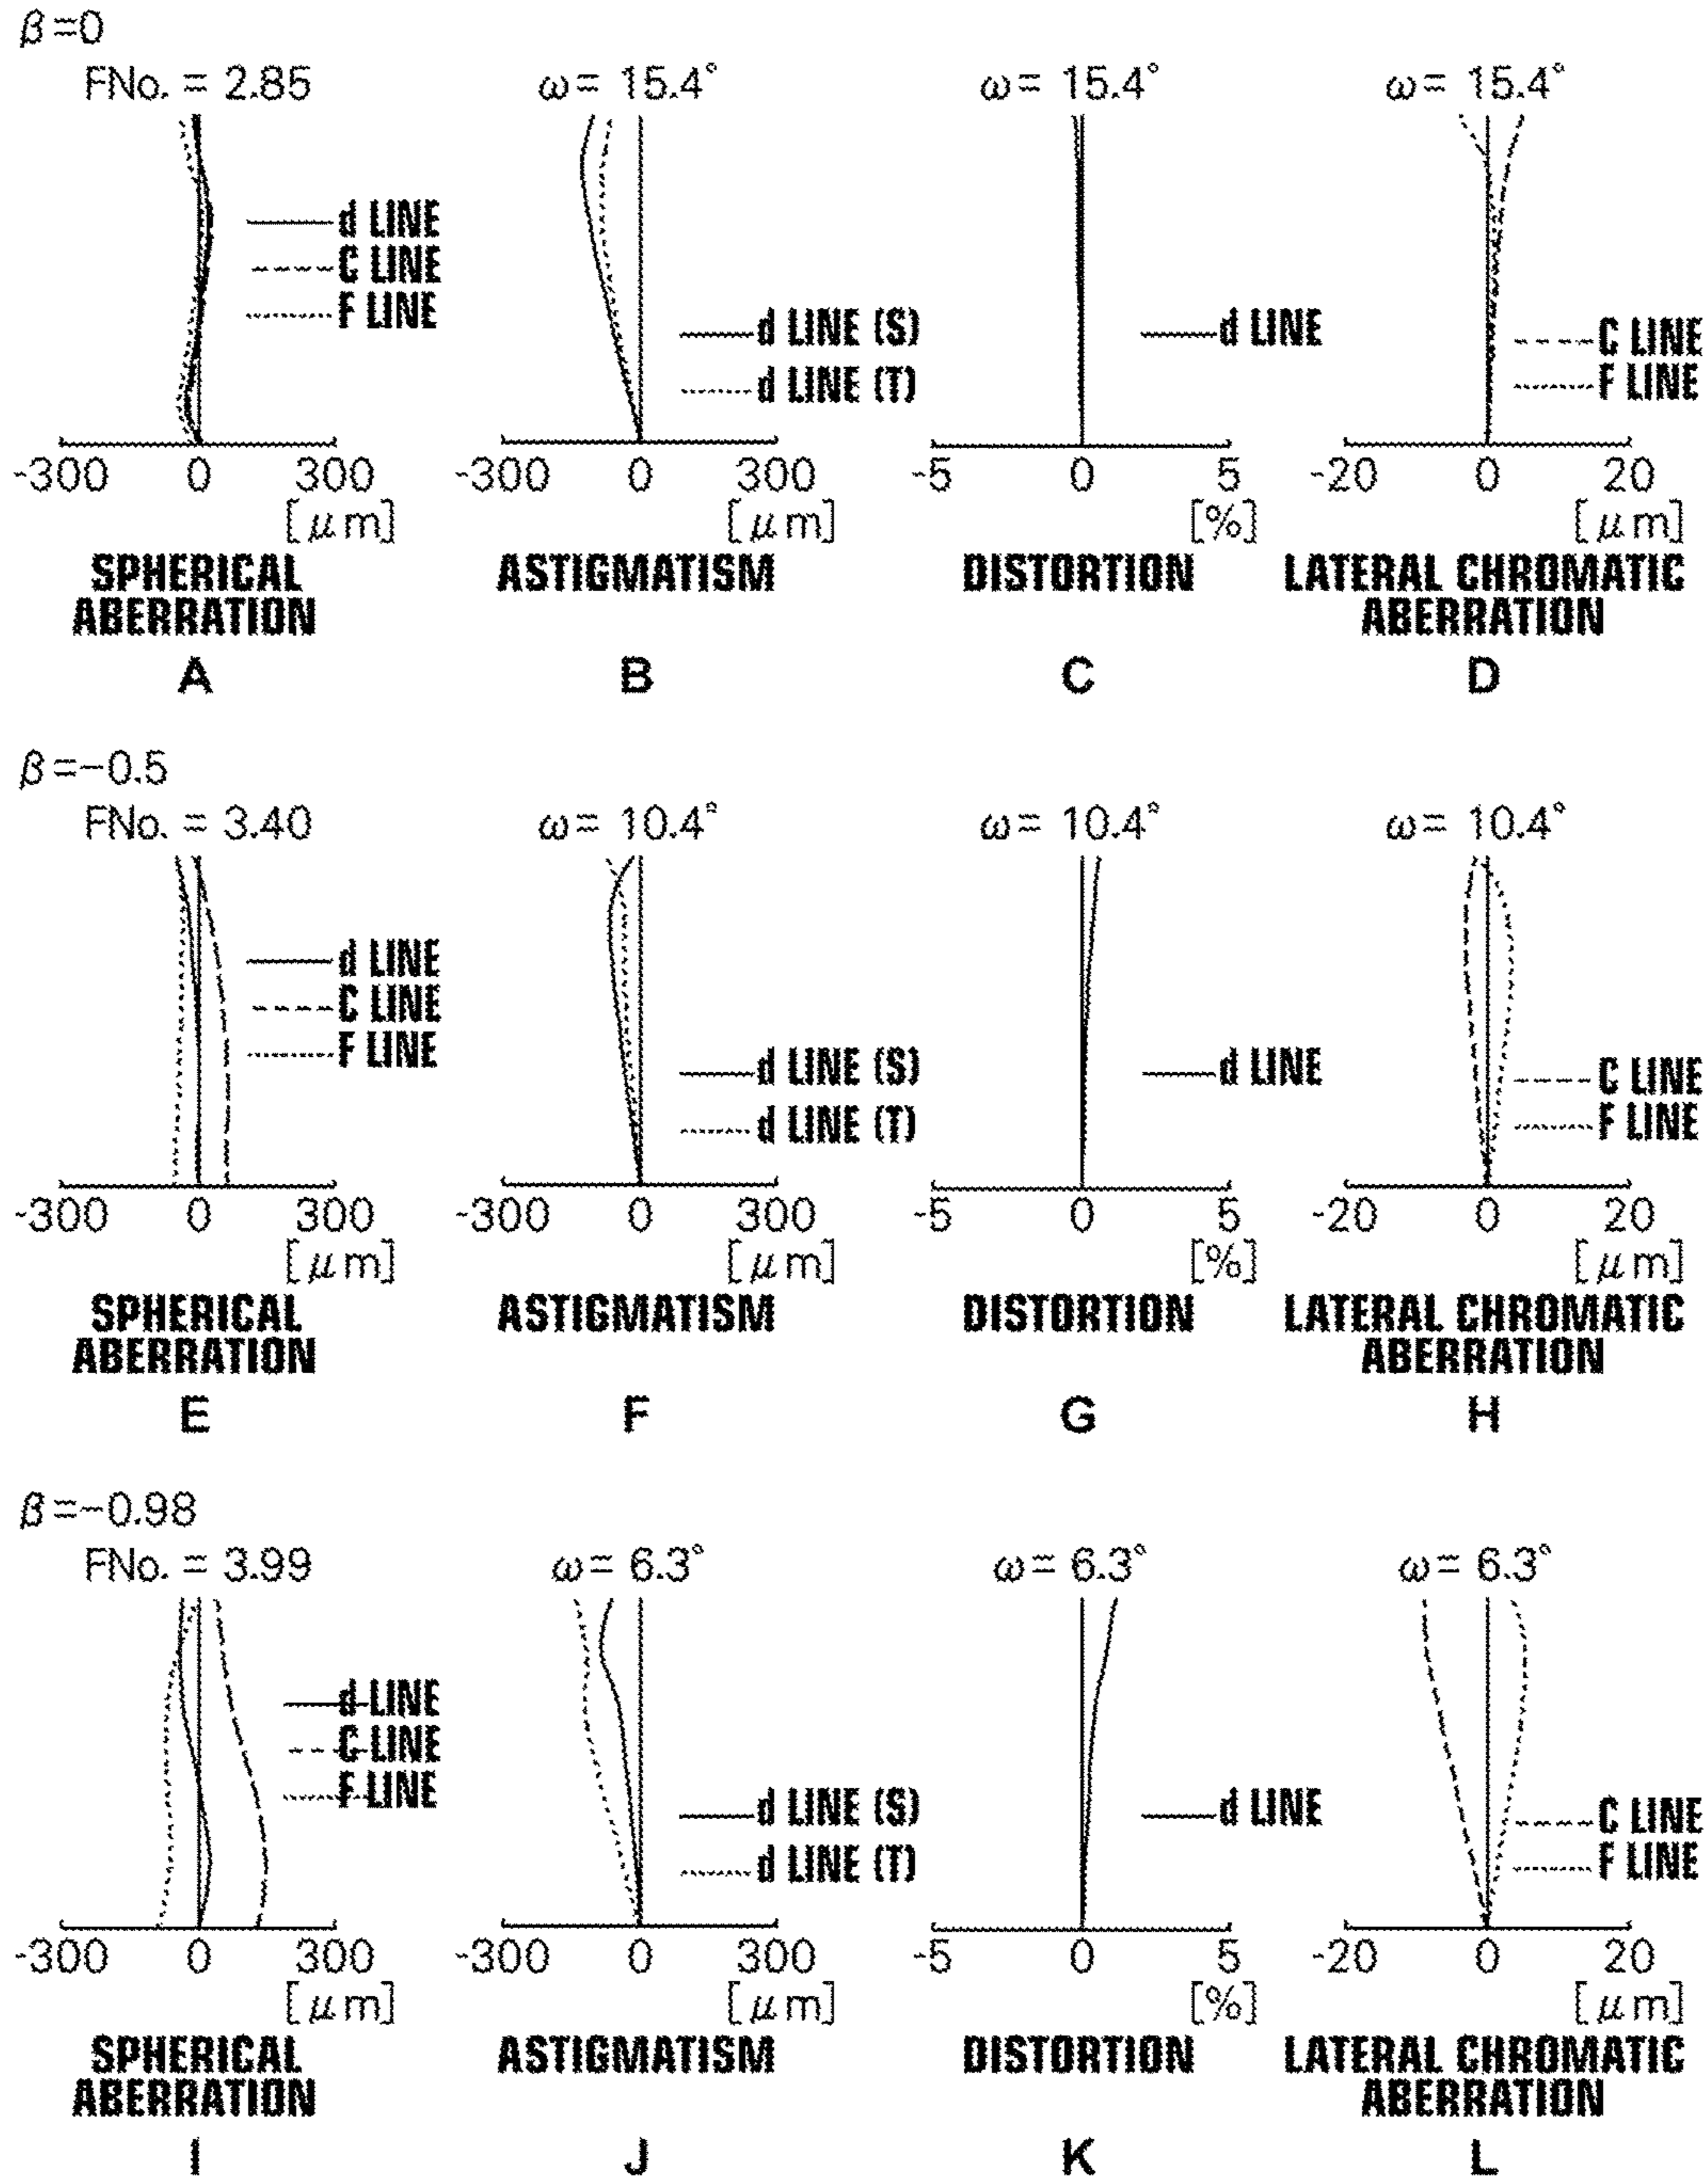 β=0
FNo. = 2.85 ω= 15.4° ω= 15.4° ω= 15.4°
d LINE
C LINE
F LINE
d LINE (S)
d LINE (T)
d LINE
C LINE
F LINE
-300 0 300 -300 0 300 -5 0 5 -20 0 20
[μm] [μm] [%] [μm]
SPHERICAL ASTIGMATISM DISTORTION LATERAL CHROMATIC
ABERRATION ABERRATION
A B C D
β=-0.5
FNo. = 3.40 ω= 10.4° ω= 10.4° ω= 10.4°
d LINE
C LINE
F LINE
d LINE (S)
d LINE (T)
d LINE
C LINE
F LINE
-300 0 300 -300 0 300 -5 0 5 -20 0 20
[μm] [μm] [%] [μm]
SPHERICAL ASTIGMATISM DISTORTION LATERAL CHROMATIC
ABERRATION ABERRATION
E F G H
β=-0.98
FNo. = 3.99 ω= 6.3° ω= 6.3° ω= 6.3°
d LINE
C LINE
F LINE
d LINE (S)
d LINE (T)
d LINE
C LINE
F LINE
-300 0 300 -300 0 300 -5 0 5 -20 0 20
[μm] [μm] [%] [μm]
SPHERICAL ASTIGMATISM DISTORTION LATERAL CHROMATIC
ABERRATION ABERRATION
I J K L